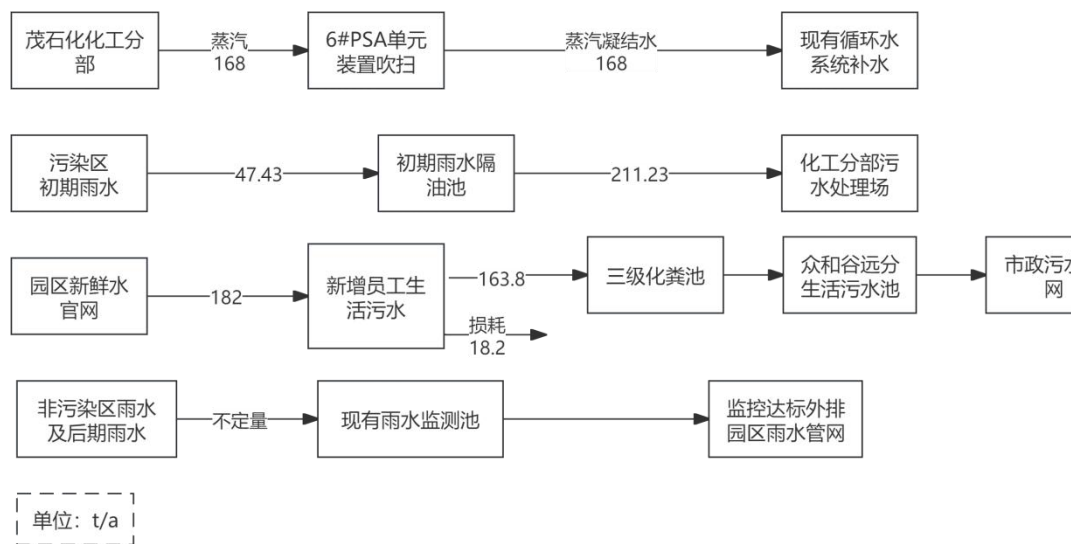 茂石化化工分
部
蒸汽
168
6#PSA单元
装置吹扫
蒸汽凝结水
168
现有循环水
系统补水
污染区
初期雨水
47.43
初期雨水隔
油池
211.23
化工分部污
水处理场
园区新鲜水
官网
182
新增员工生
活污水
163.8
损耗
18.2
三级化粪池
众和谷远分
生活污水池
市政污水
网
非污染区雨水
及后期雨水
不定量
现有雨水监测池
监控达标外排
园区雨水管网
单位：t/a